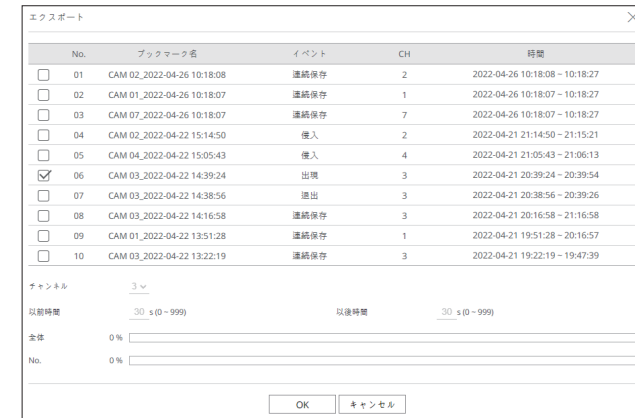 エクスポート
No. ブックマーク名 イベント CH 時間
01 CAM 02_2022-04-26 10:18:08 連続保存 2 2022-04-26 10:18:08 ~ 10:18:27
02 CAM 01_2022-04-26 10:18:07 連続保存 1 2022-04-26 10:18:07 ~ 10:18:27
03 CAM 07_2022-04-26 10:18:07 連続保存 7 2022-04-26 10:18:07 ~ 10:18:27
04 CAM 02_2022-04-22 15:14:50 侵入 2 2022-04-21 21:14:50 ~ 21:15:21
05 CAM 04_2022-04-22 15:05:43 侵入 4 2022-04-21 21:05:43 ~ 21:06:13
06 CAM 03_2022-04-22 14:39:24 出現 3 2022-04-21 20:39:24 ~ 20:39:54
07 CAM 03_2022-04-22 14:38:56 退出 3 2022-04-21 20:38:56 ~ 20:39:26
08 CAM 03_2022-04-22 14:16:58 連続保存 3 2022-04-21 20:16:58 ~ 21:16:58
09 CAM 01_2022-04-22 13:51:28 連続保存 1 2022-04-21 19:51:28 ~ 20:16:57
10 CAM 03_2022-04-22 13:22:19 連続保存 3 2022-04-21 19:22:19 ~ 19:47:39
チャンネル 3
以前時間 30 s (0 ~ 999) 以後時間 30 s (0 ~ 999)
全体 0 %
No. 0 %
OK キャンセル